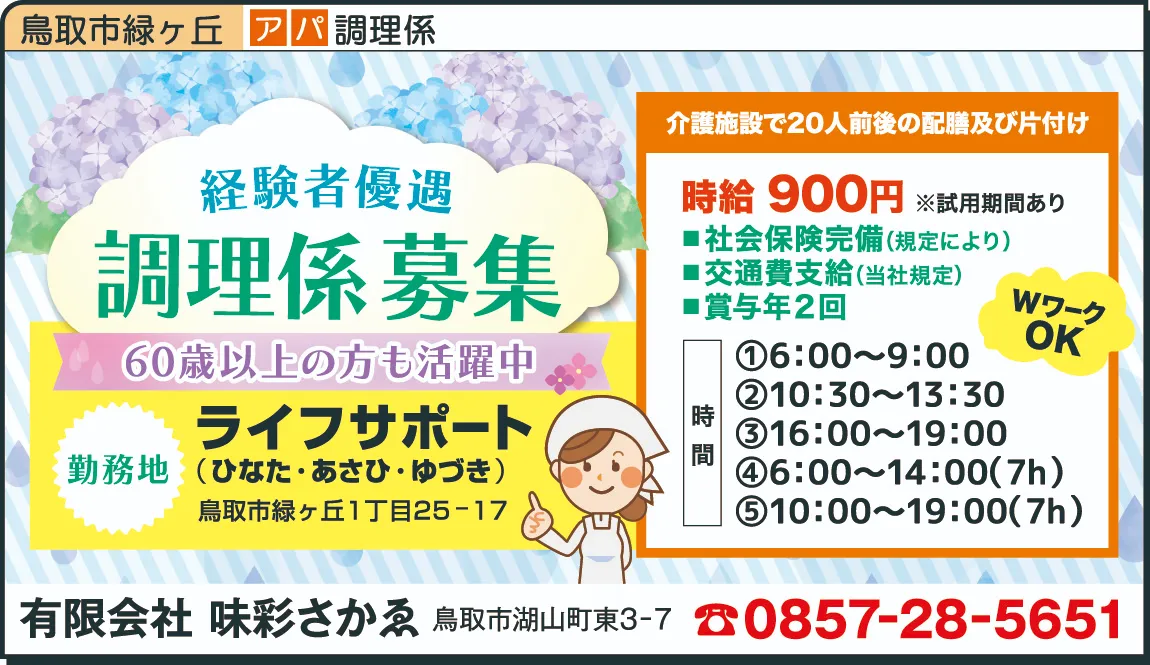 鳥取市緑ヶ丘 アパ 調理係
経験者優遇
調理係募集
60歳以上の方も活躍中
勤務地
ライフサポート
(ひなた・あさひ・ゆづき)
鳥取市緑ヶ丘1丁目25-17
介護施設で20人前後の配膳及び片付け
時給 900円 ※試用期間あり
■社会保険完備(規定により)
■交通費支給(当社規定)
■賞与年2回
Wワーク
OK
時間
①6:00〜9:00
②10:30〜13:30
③16:00〜19:00
④6:00〜14:00(7h)
⑤10:00〜19:00(7h)
有限会社 味彩さかゑ 鳥取市湖山町東3-7 ☎0857-28-5651